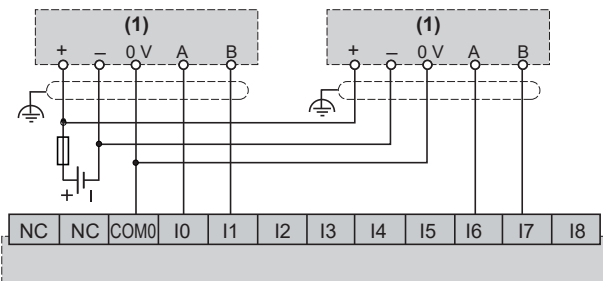 (1) (1)
+ – 0 V A B + – 0 V A B
+
NC NC COM0 I0 I1 I2 I3 I4 I5 I6 I7 I8